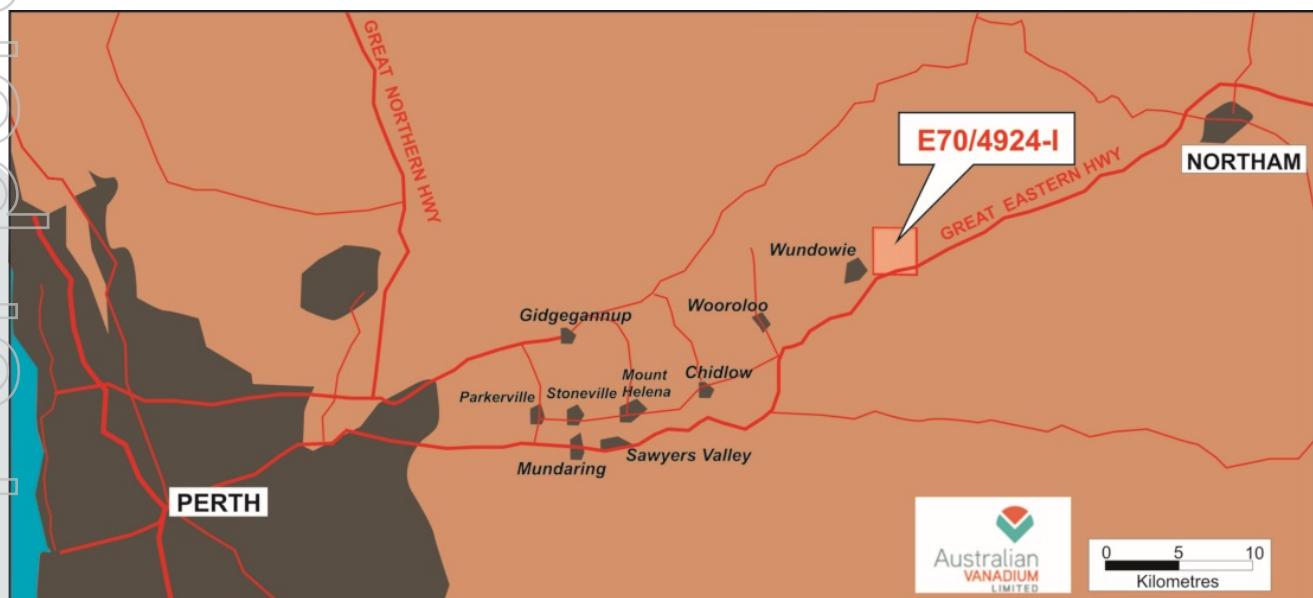 GREAT NORTHERN HWY
E70/4924-I
NORTHAM
GREAT EASTERN HWY
Wundowie
Wooroloo
Gidgegannup
Mount
Helena
Chidlow
Parkerville
Stoneville
Mundaring
Sawyers Valley
PERTH
Australian
VANADIUM
LIMITED
0 5 10
Kilometres